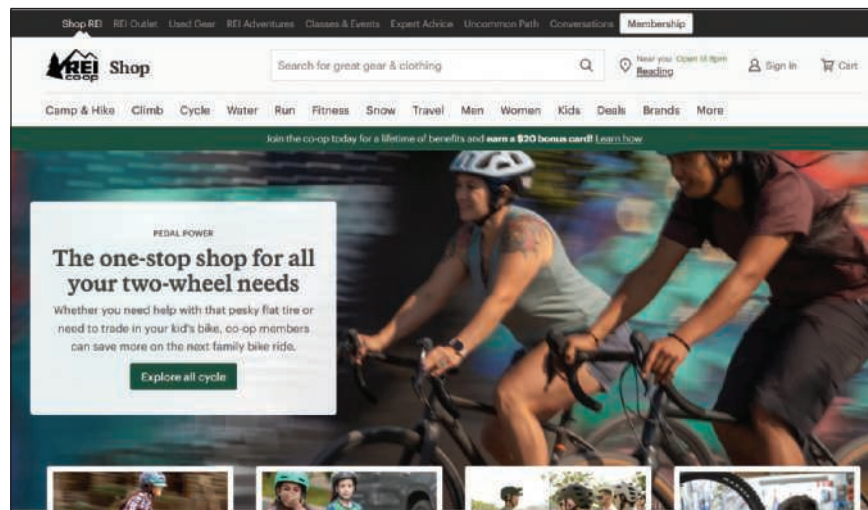 Shop REI REI Outlet Used Gear REI Adventures Classes & Events Expert Advice Uncommon Path Conversations Membership
REI
CO-OP
Shop
Search for great gear & clothing
Near you Open til 8pm
Reading
Sign in
Cart
Camp & Hike Climb Cycle Water Run Fitness Snow Travel Men Women Kids Deals Brands More
Join the co-op today for a lifetime of benefits and earn a $20 bonus card! Learn how
PEDAL POWER
The one-stop shop for all
your two-wheel needs
Whether you need help with that pesky flat tire or
need to trade in your kid's bike, co-op members
can save more on the next family bike ride.
Explore all cycle